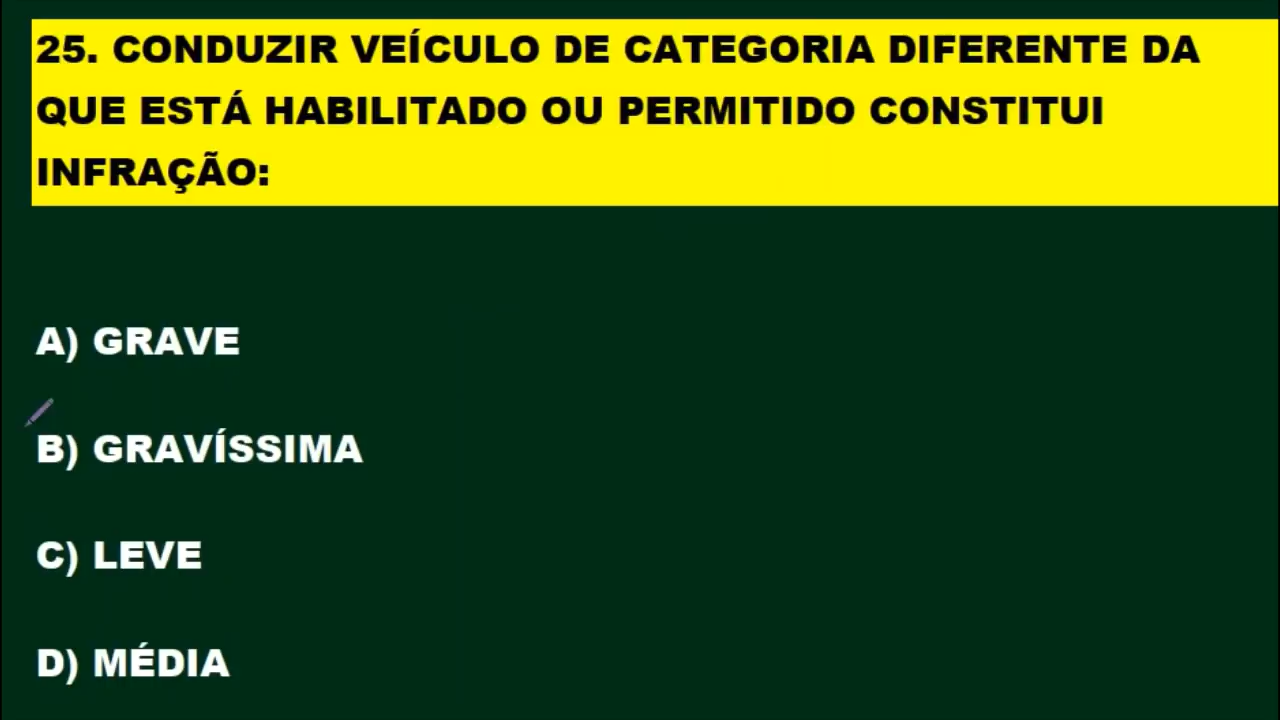 25. CONDUZIR VEÍCULO DE CATEGORIA DIFERENTE DA
QUE ESTÁ HABILITADO OU PERMITIDO CONSTITUI
INFRAÇÃO:
A) GRAVE
B) GRAVÍSSIMA
C) LEVE
D) MÉDIA